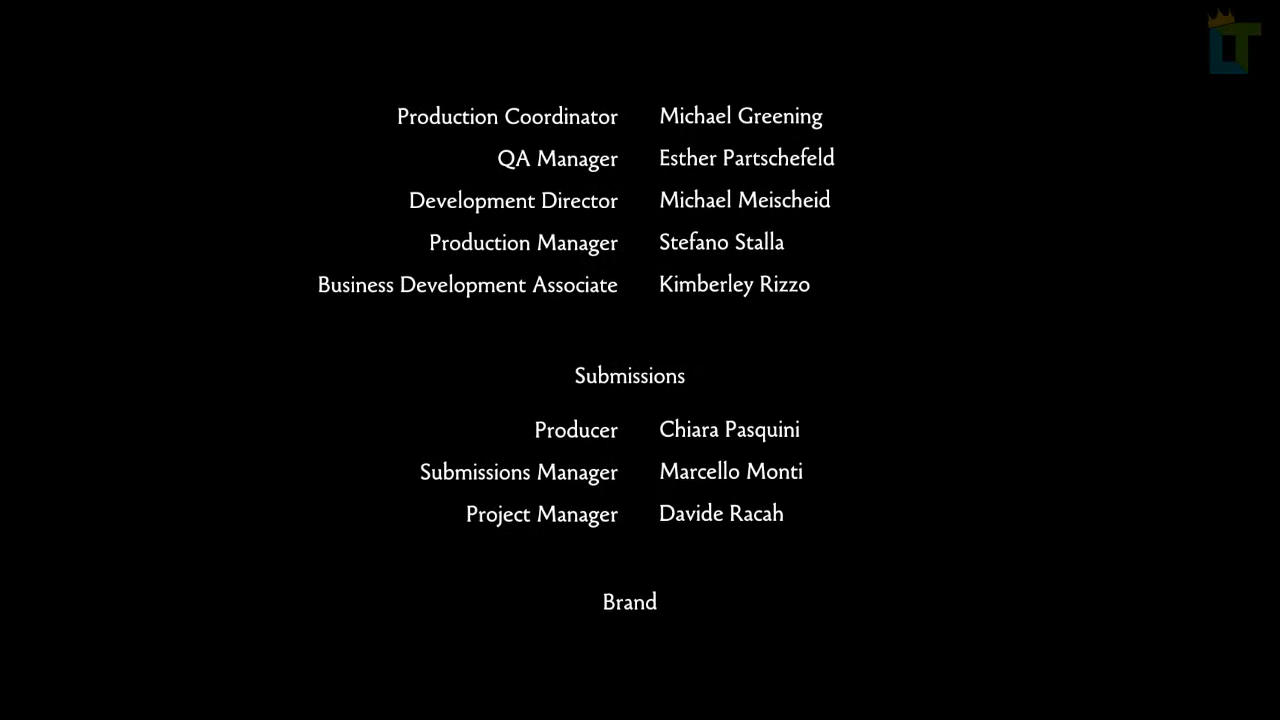 Production Coordinator Michael Greening
QA Manager Esther Partschefeld
Development Director Michael Meischeid
Production Manager Stefano Stalla
Business Development Associate Kimberley Rizzo
Submissions
Producer Chiara Pasquini
Submissions Manager Marcello Monti
Project Manager Davide Racah
Brand
LT